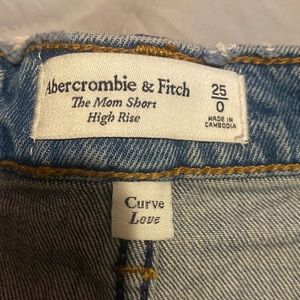 Abercrombie & Fitch
The Mom Short
High Rise
25
0
MADE IN
CAMBODIA
Curve
Love